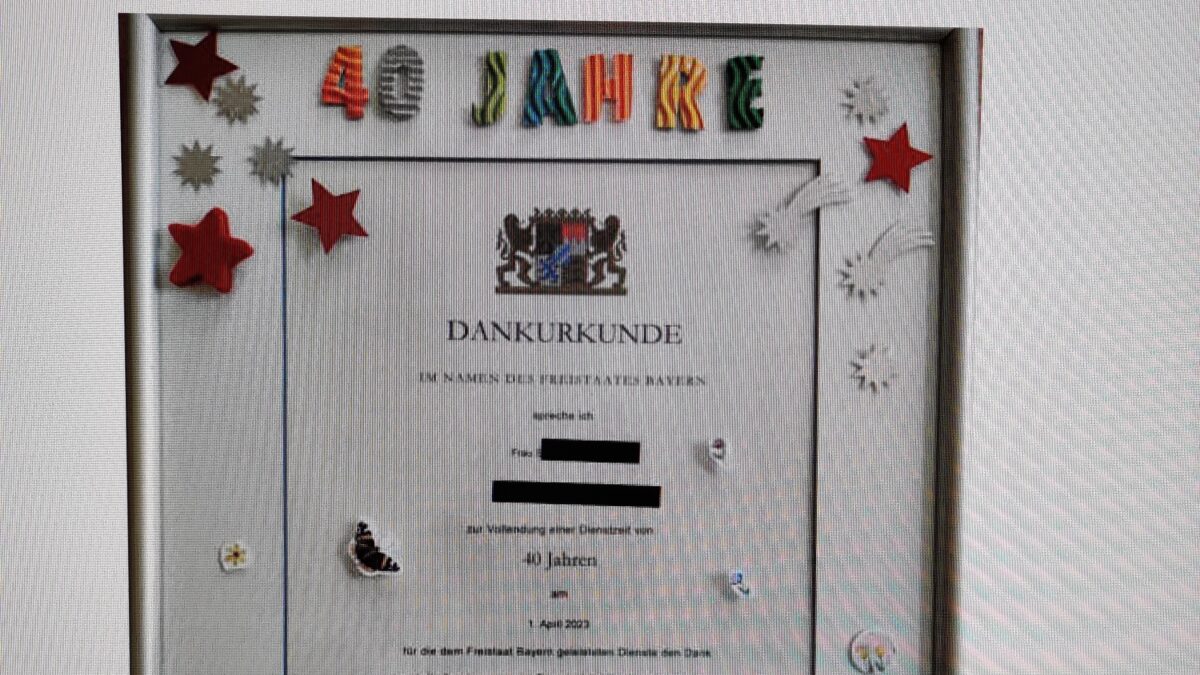 40 JAHRE
DANKURKUNDE
IM NAMEN DES FREISTAATES BAYERN
spreche ich
Frau
zur Vollendung einer Dienstzeit von
40 Jahren
am
1. April 2023
für die dem Freistaat Bayern geleisteten Dienste den Dank